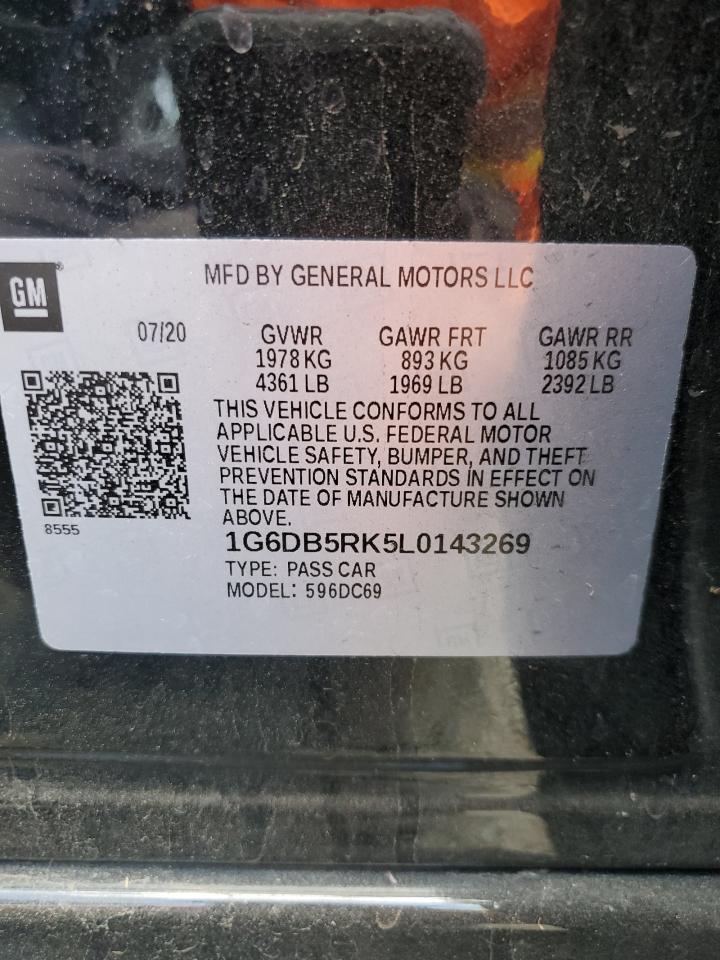 MFD BY GENERAL MOTORS LLC
GM®
07/20 GVWR GAWR FRT GAWR RR
1978 KG 893 KG 1085 KG
4361 LB 1969 LB 2392 LB
THIS VEHICLE CONFORMS TO ALL
APPLICABLE U.S. FEDERAL MOTOR
VEHICLE SAFETY, BUMPER, AND THEFT
PREVENTION STANDARDS IN EFFECT ON
THE DATE OF MANUFACTURE SHOWN
ABOVE.
8555
1G6DB5RK5L0143269
TYPE: PASS CAR
MODEL: 596DC69